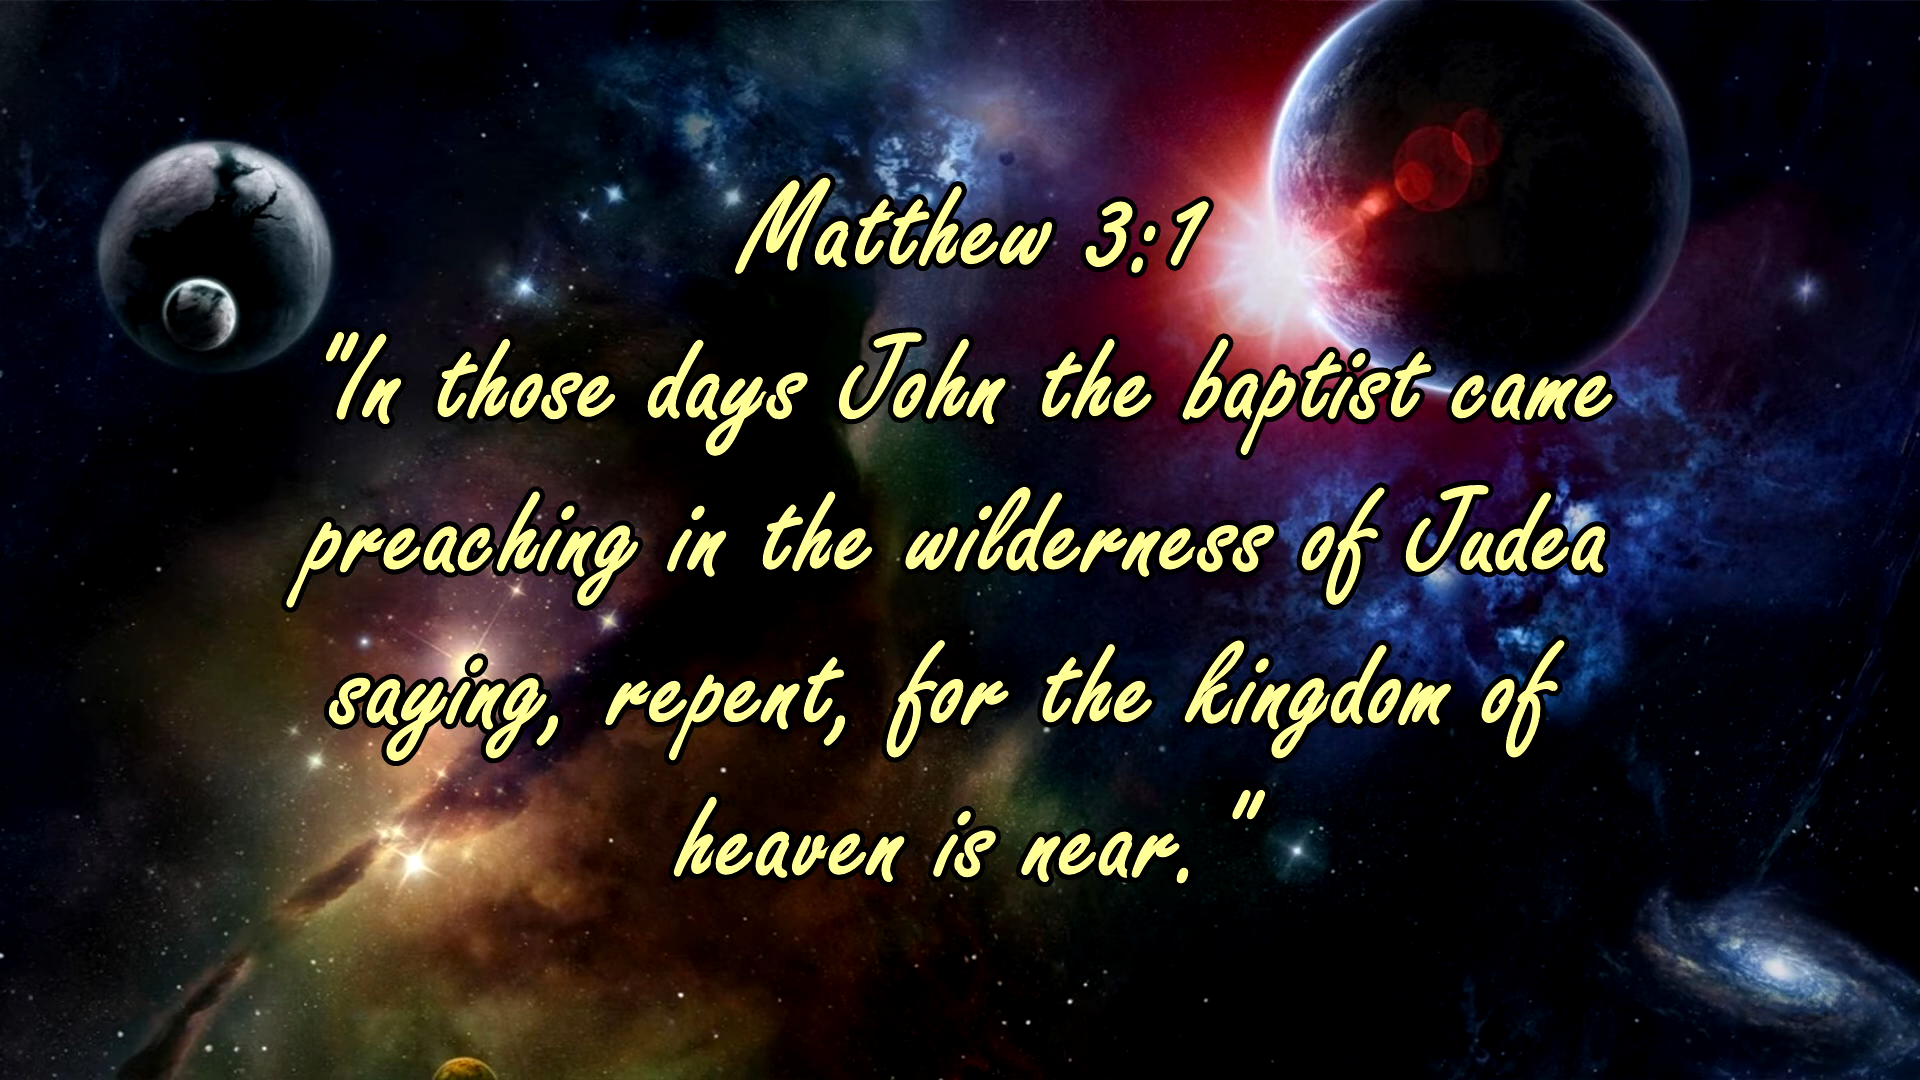 Matthew 3:1
"In those days John the baptist came
preaching in the wilderness of Judea
saying, repent, for the kingdom of
heaven is near. "